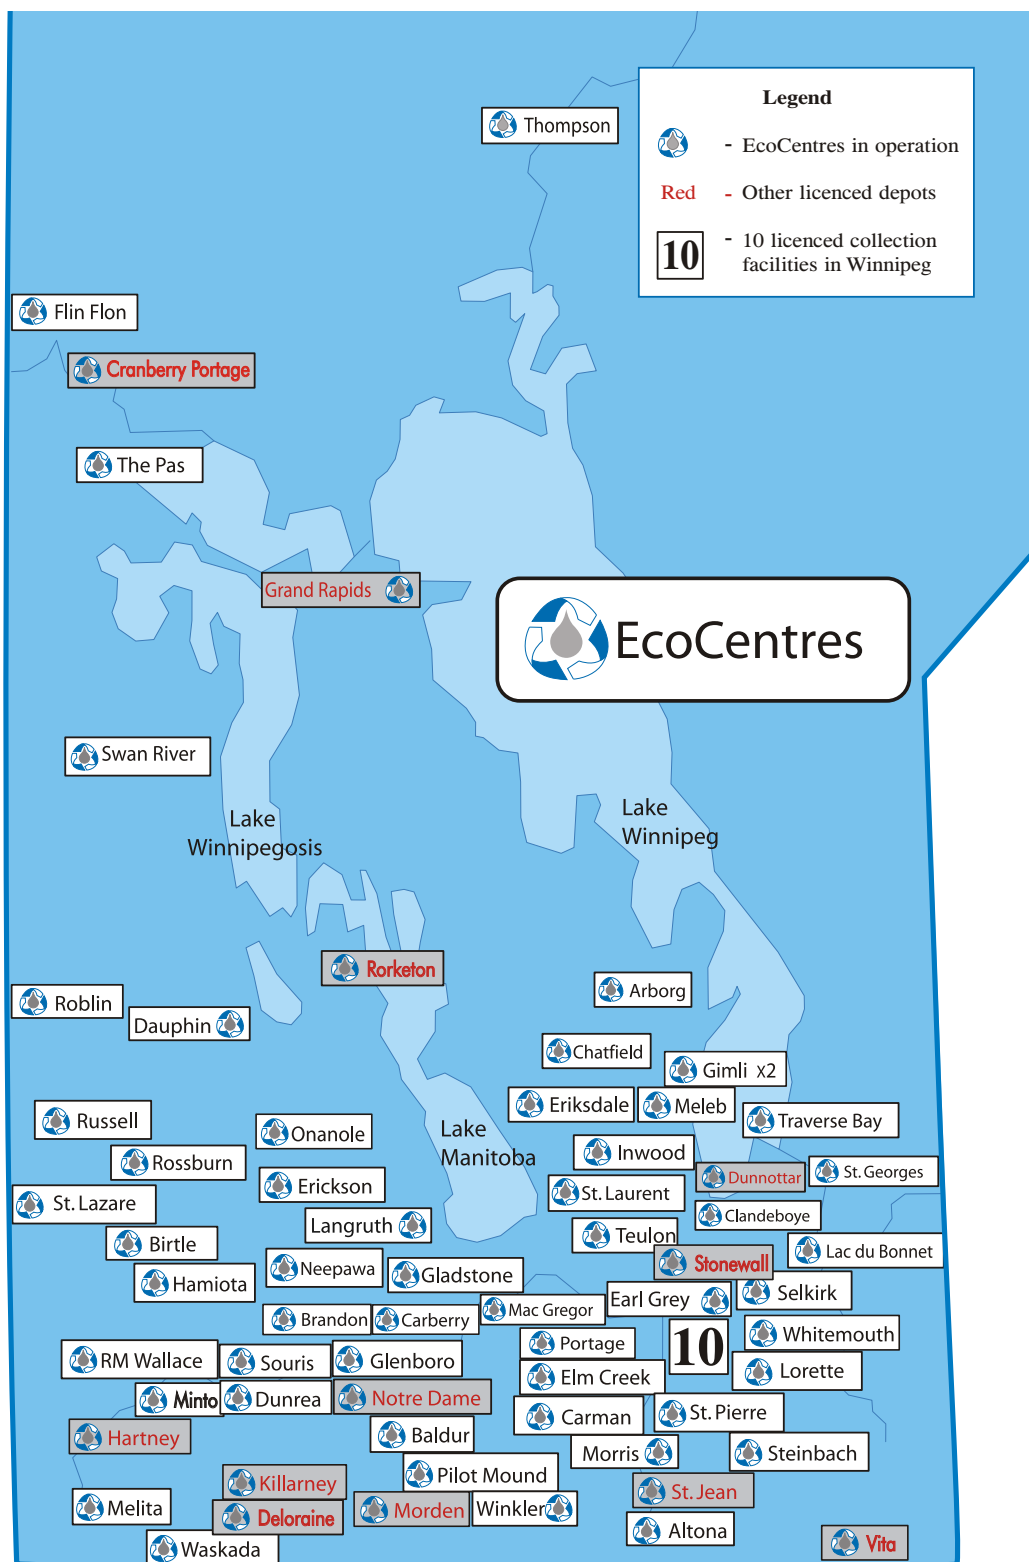 Legend
- EcoCentres in operation
Red - Other licenced depots
10 - 10 licenced collection
facilities in Winnipeg
Thompson
Flin Flon
Cranberry Portage
The Pas
Grand Rapids
EcoCentres
Swan River
Lake
Winnipegosis
Lake
Winnipeg
Rorketon
Arborg
Roblin
Dauphin
Chatfield
Gimli x2
Eriksdale
Meleb
Traverse Bay
Russell
Onanole
Lake
Manitoba
Inwood
Rossburn
Dunnottar
St. Georges
Erickson
St. Laurent
St. Lazare
Langruth
Clandeboye
Teulon
Birtle
Lac du Bonnet
Stonewall
Neepawa
Gladstone
Hamiota
Selkirk
Earl Grey
Mac Gregor
Brandon
Carberry
10
Whitemouth
Portage
RM Wallace
Souris
Glenboro
Lorette
Elm Creek
Minto
Dunrea
Notre Dame
St. Pierre
Carman
Hartney
Baldur
Morris
Steinbach
Pilot Mound
Killarney
St. Jean
Melita
Deloraine
Morden
Winkler
Altona
Waskada
Vita